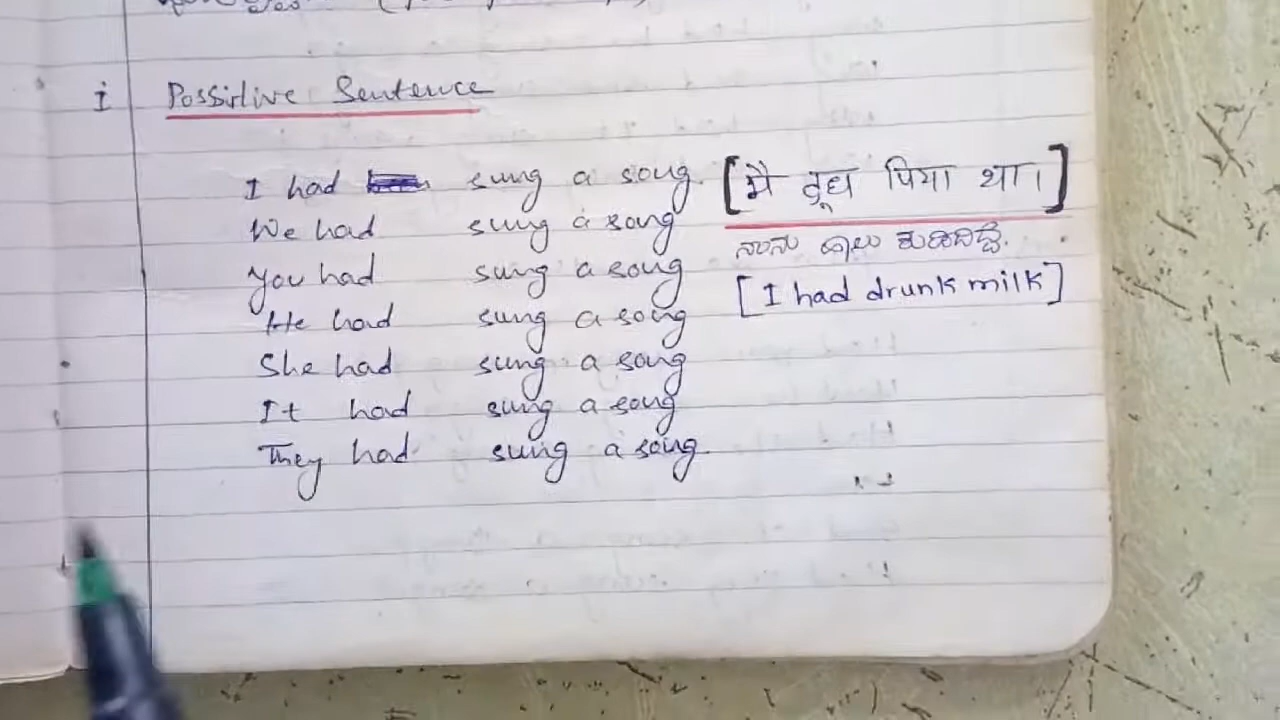 i Possitive Sentence
I had sung a song. [मै दूध पिया था।]
We had sung a song
ನಾನು ಹಾಲು ಕುಡಿದಿದ್ದೆ.
You had sung a song
[I had drunk milk]
He had sung a song
She had sung a song
It had sung a song
They had sung a song.